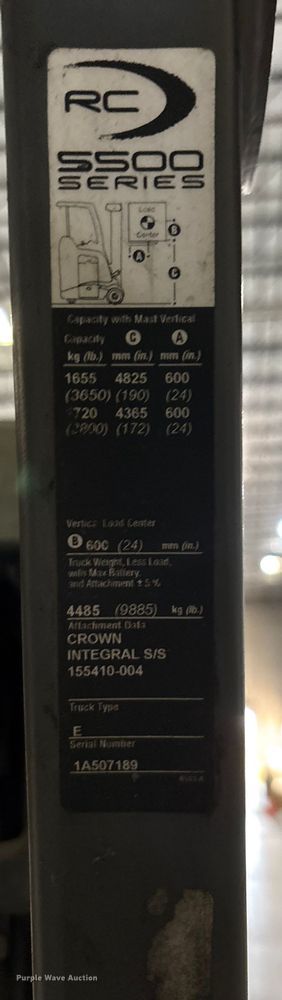 RC
5500
SERIES
Load
Center
B
A
C
Capacity with Mast Vertical
Capacity C A
kg (lb.) mm (in.) mm (in.)
1655 4825 600
(3650) (190) (24)
1720 4365 600
(3800) (172) (24)
Vertical Load Center
B 600 (24) mm (in.)
Truck Weight, Less Load,
with Max Battery
and Attachment ± 5 %
4485 (9885) kg (lb.)
Attachment Data
CROWN
INTEGRAL S/S
155410-004
Truck Type
E
Serial Number
1A507189
Purple Wave Auction